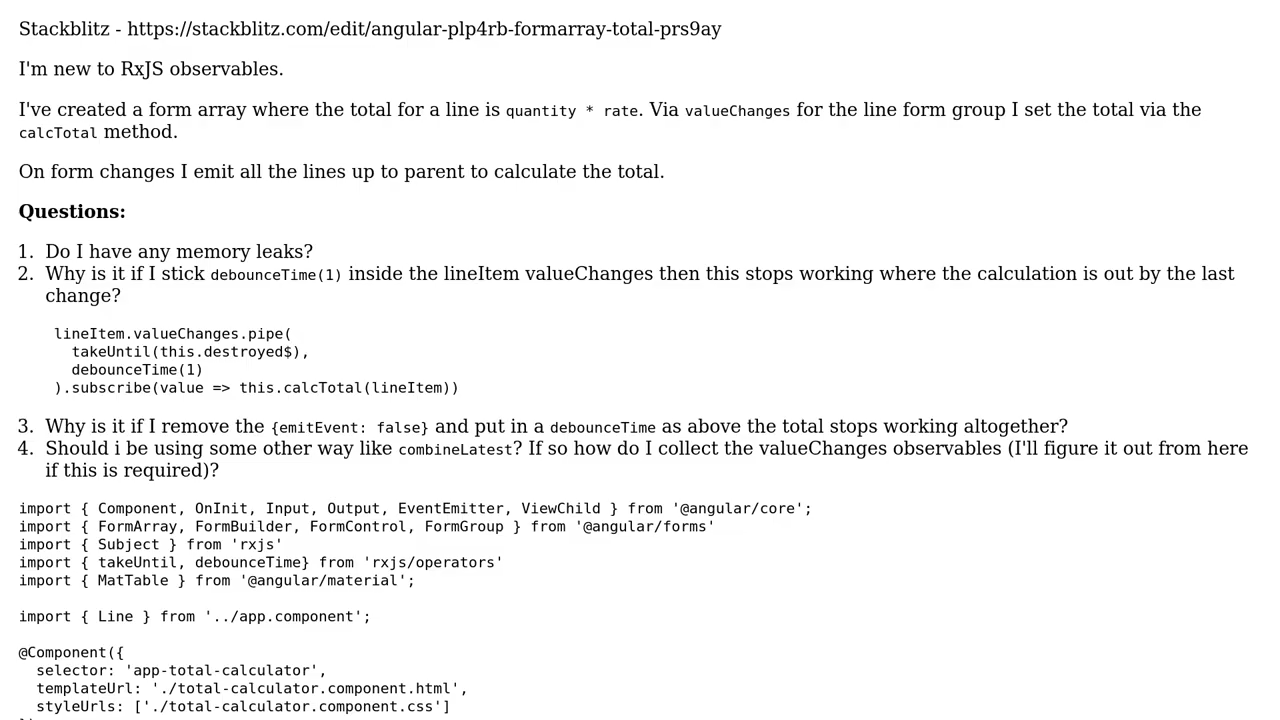 Stackblitz - https://stackblitz.com/edit/angular-plp4rb-formarray-total-prs9ay
I'm new to RxJS observables.
I've created a form array where the total for a line is quantity * rate. Via valueChanges for the line form group I set the total via the
calcTotal method.
On form changes I emit all the lines up to parent to calculate the total.
Questions:
1. Do I have any memory leaks?
2. Why is it if I stick debounceTime(1) inside the lineItem valueChanges then this stops working where the calculation is out by the last
change?
lineItem.valueChanges.pipe(
takeUntil(this.destroyed$),
debounceTime(1)
).subscribe(value => this.calcTotal(lineItem))
3. Why is it if I remove the {emitEvent: false} and put in a debounceTime as above the total stops working altogether?
4. Should i be using some other way like combineLatest? If so how do I collect the valueChanges observables (I'll figure it out from here
if this is required)?
import { Component, OnInit, Input, Output, EventEmitter, ViewChild } from '@angular/core';
import { FormArray, FormBuilder, FormControl, FormGroup } from '@angular/forms'
import { Subject } from 'rxjs'
import { takeUntil, debounceTime} from 'rxjs/operators'
import { MatTable } from '@angular/material';
import { Line } from '../app.component';
@Component({
selector: 'app-total-calculator',
templateUrl: './total-calculator.component.html',
styleUrls: ['./total-calculator.component.css']